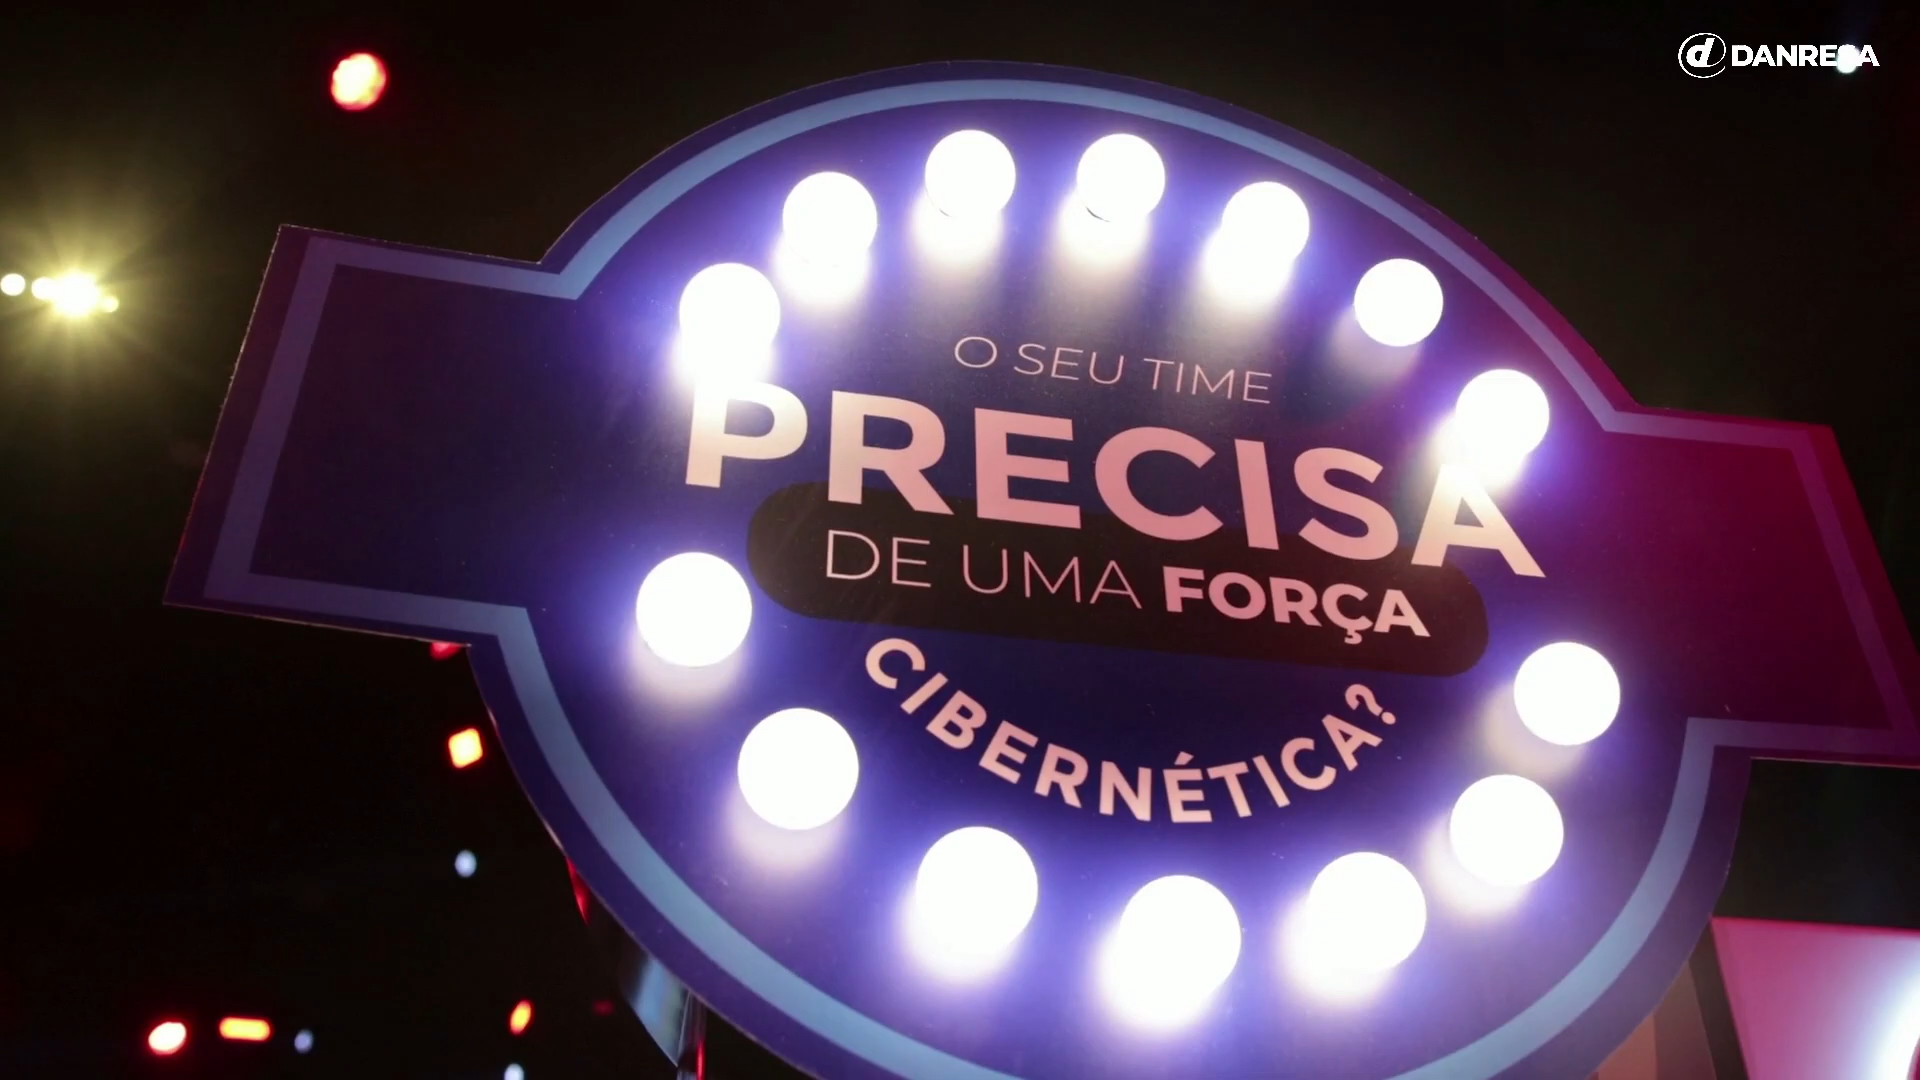 DANRESA
O SEU TIME
PRECISA
DE UMA FORÇA
CIBERNÉTICA?